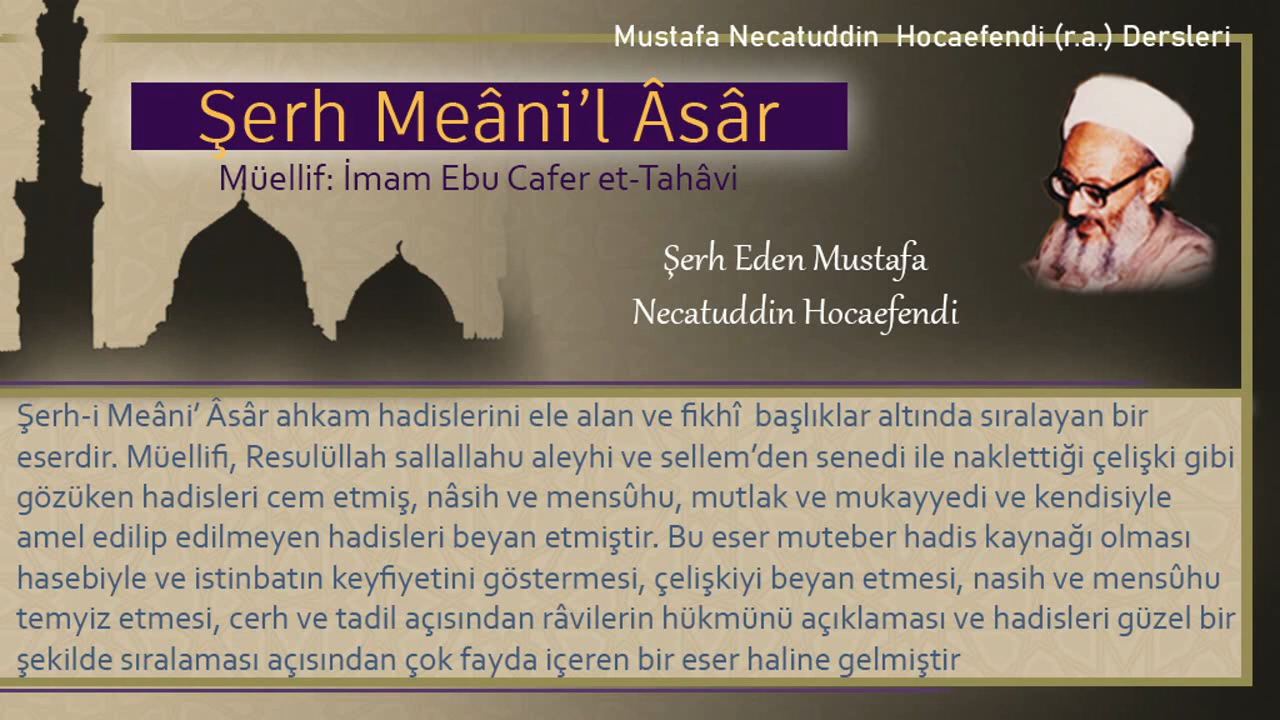 Mustafa Necatuddin Hocaefendi (r.a.) Dersleri
Şerh Meâni’l Âsâr
Müellif: İmam Ebu Cafer et-Tahâvi
Şerh Eden Mustafa
Necatuddin Hocaefendi
Şerh-i Meâni’ Âsâr ahkam hadislerini ele alan ve fikhî başlıklar altında sıralayan bir
eserdir. Müellifi, Resulüllah sallallahu aleyhi ve sellem’den senedi ile naklettiği çelişki gibi
gözüken hadisleri cem etmiş, nâsih ve mensûhu, mutlak ve mukayyedi ve kendisiyle
amel edilip edilmeyen hadisleri beyan etmiştir. Bu eser muteber hadis kaynağı olması
hasebiyle ve istinbatın keyfiyetini göstermesi, çelişkiyi beyan etmesi, nasih ve mensûhu
temyiz etmesi, cerh ve tadil açısından râvilerin hükmünü açıklaması ve hadisleri güzel bir
şekilde sıralaması açısından çok fayda içeren bir eser haline gelmiştir